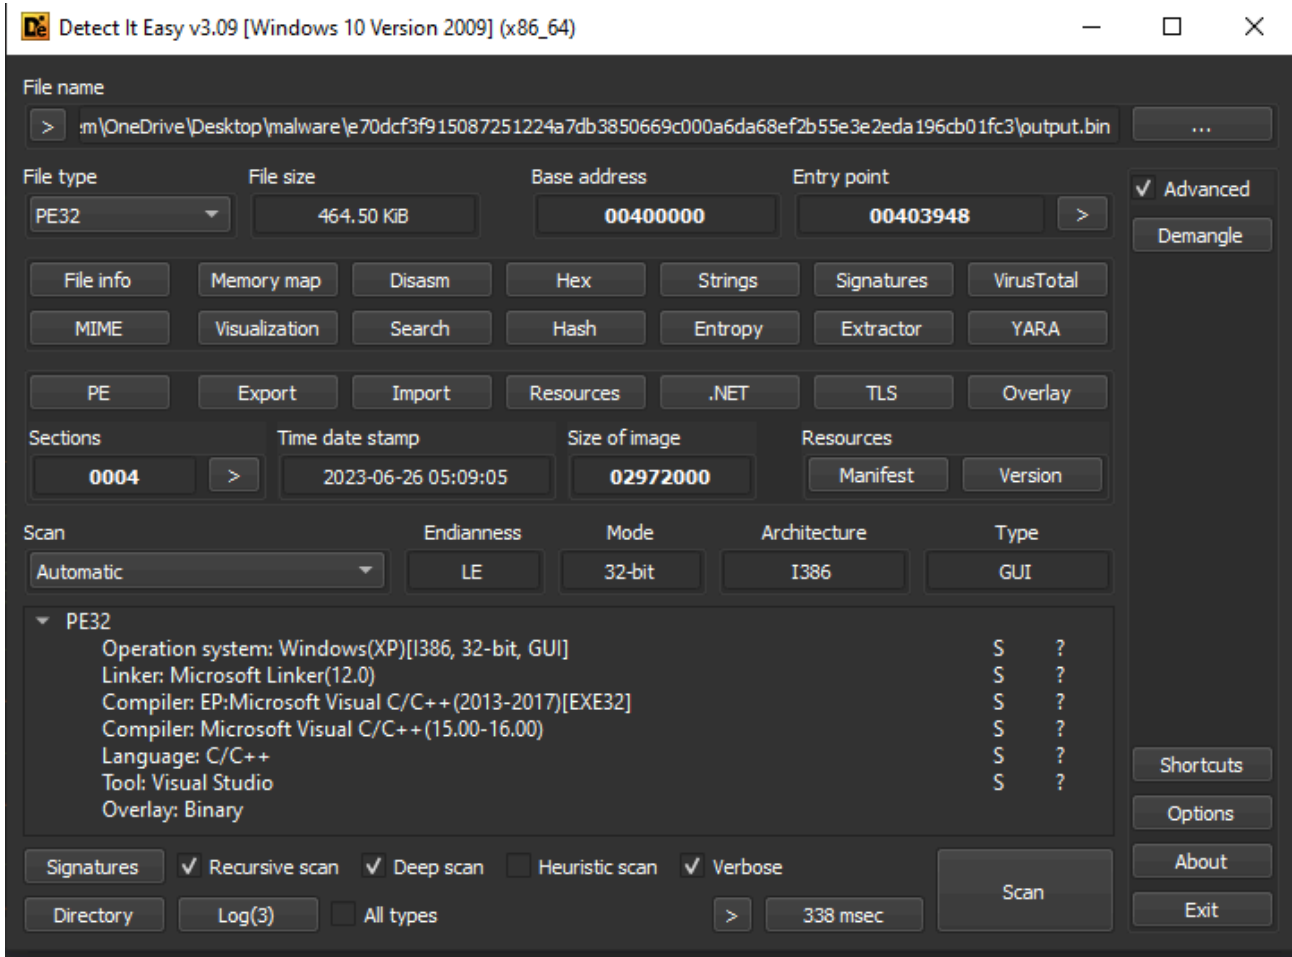 Detect It Easy v3.09 [Windows 10 Version 2009] (x86_64)
File name
> :m\OneDrive\Desktop\malware\e70dcf3f915087251224a7db3850669c000a6da68ef2b55e3e2eda196cb01fc3\output.bin ...
File type File size Base address Entry point
PE32 464.50 KiB 00400000 00403948 >
Advanced
Demangle
File info Memory map Disasm Hex Strings Signatures VirusTotal
MIME Visualization Search Hash Entropy Extractor YARA
PE Export Import Resources .NET TLS Overlay
Sections Time date stamp Size of image Resources
0004 > 2023-06-26 05:09:05 02972000 Manifest Version
Scan Endianness Mode Architecture Type
Automatic LE 32-bit I386 GUI
PE32
Operation system: Windows(XP)[I386, 32-bit, GUI] S ?
Linker: Microsoft Linker(12.0) S ?
Compiler: EP:Microsoft Visual C/C++(2013-2017)[EXE32] S ?
Compiler: Microsoft Visual C/C++(15.00-16.00) S ?
Language: C/C++ S ?
Tool: Visual Studio S ?
Overlay: Binary
Shortcuts
Options
About
Exit
Signatures Recursive scan Deep scan Heuristic scan Verbose
Directory Log(3) All types > 338 msec Scan